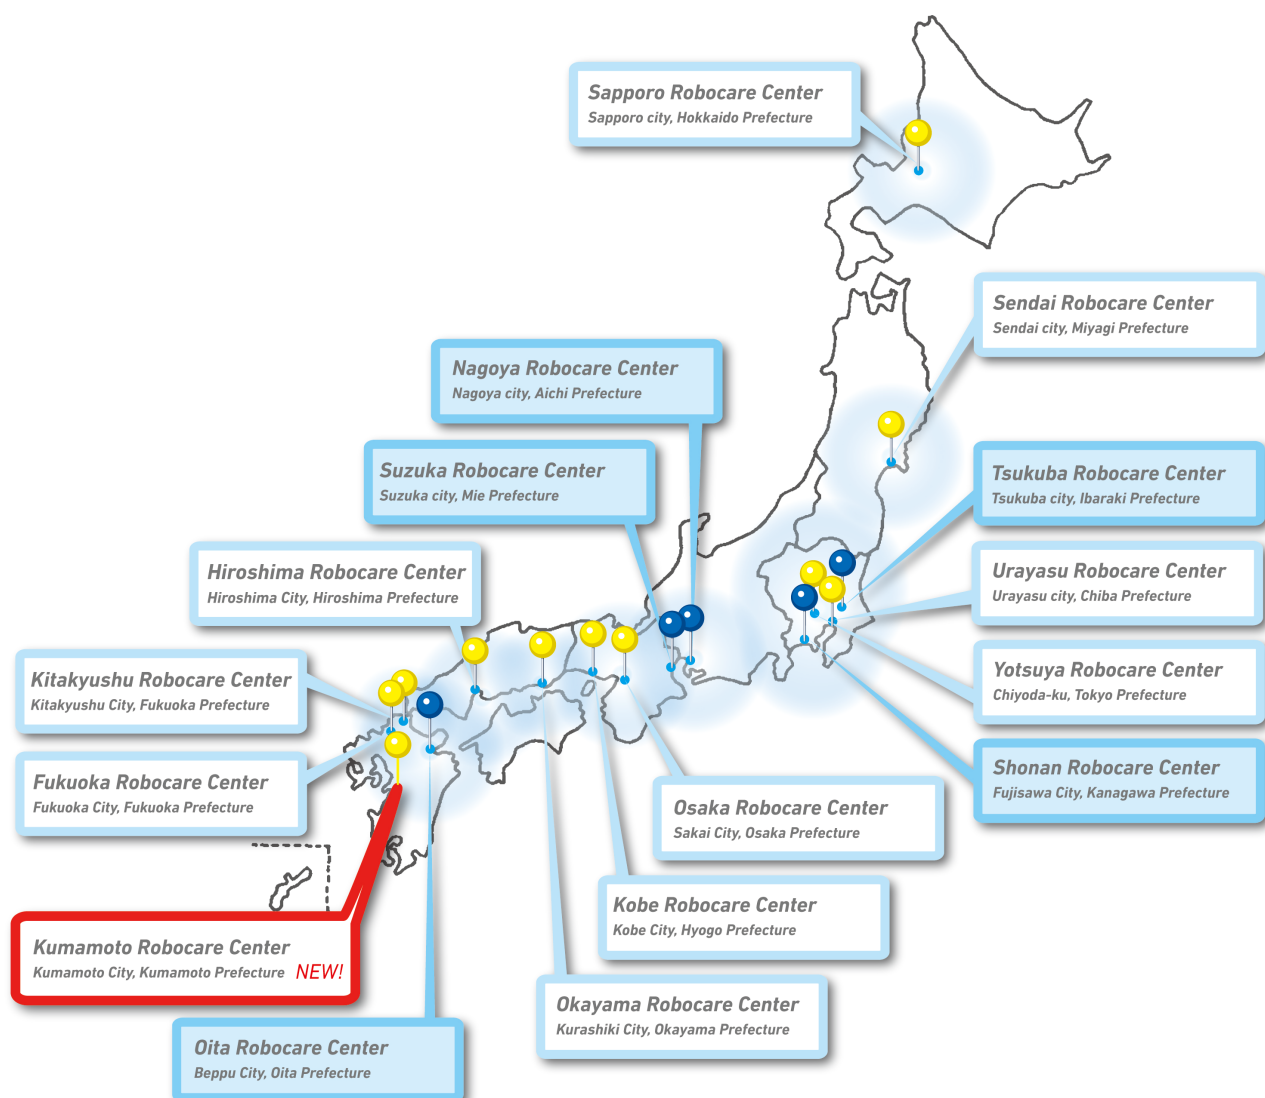 Sapporo Robocare Center
Sapporo city, Hokkaido Prefecture
Sendai Robocare Center
Sendai city, Miyagi Prefecture
Nagoya Robocare Center
Nagoya city, Aichi Prefecture
Suzuka Robocare Center
Suzuka city, Mie Prefecture
Tsukuba Robocare Center
Tsukuba city, Ibaraki Prefecture
Hiroshima Robocare Center
Hiroshima City, Hiroshima Prefecture
Urayasu Robocare Center
Urayasu city, Chiba Prefecture
Kitakyushu Robocare Center
Kitakyushu City, Fukuoka Prefecture
Yotsuya Robocare Center
Chiyoda-ku, Tokyo Prefecture
Fukuoka Robocare Center
Fukuoka City, Fukuoka Prefecture
Shonan Robocare Center
Fujisawa City, Kanagawa Prefecture
Osaka Robocare Center
Sakai City, Osaka Prefecture
Kobe Robocare Center
Kobe City, Hyogo Prefecture
Kumamoto Robocare Center
Kumamoto City, Kumamoto Prefecture NEW!
Okayama Robocare Center
Kurashiki City, Okayama Prefecture
Oita Robocare Center
Beppu City, Oita Prefecture